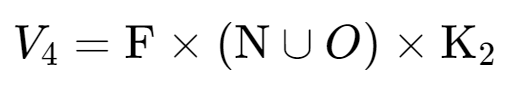 V₄ = F × (N ∪ O) × K₂